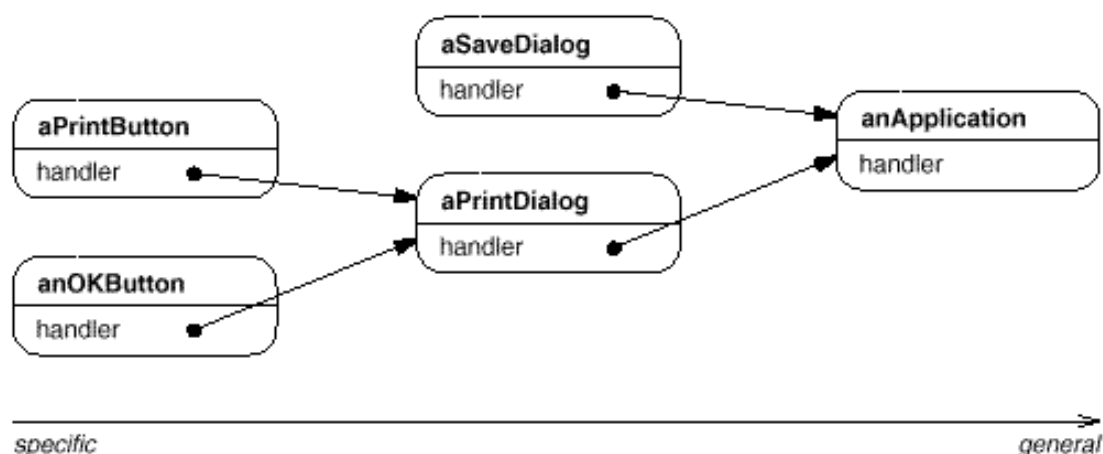 aSaveDialog
handler
aPrintButton
handler
anApplication
handler
aPrintDialog
handler
anOKButton
handler
specific
general